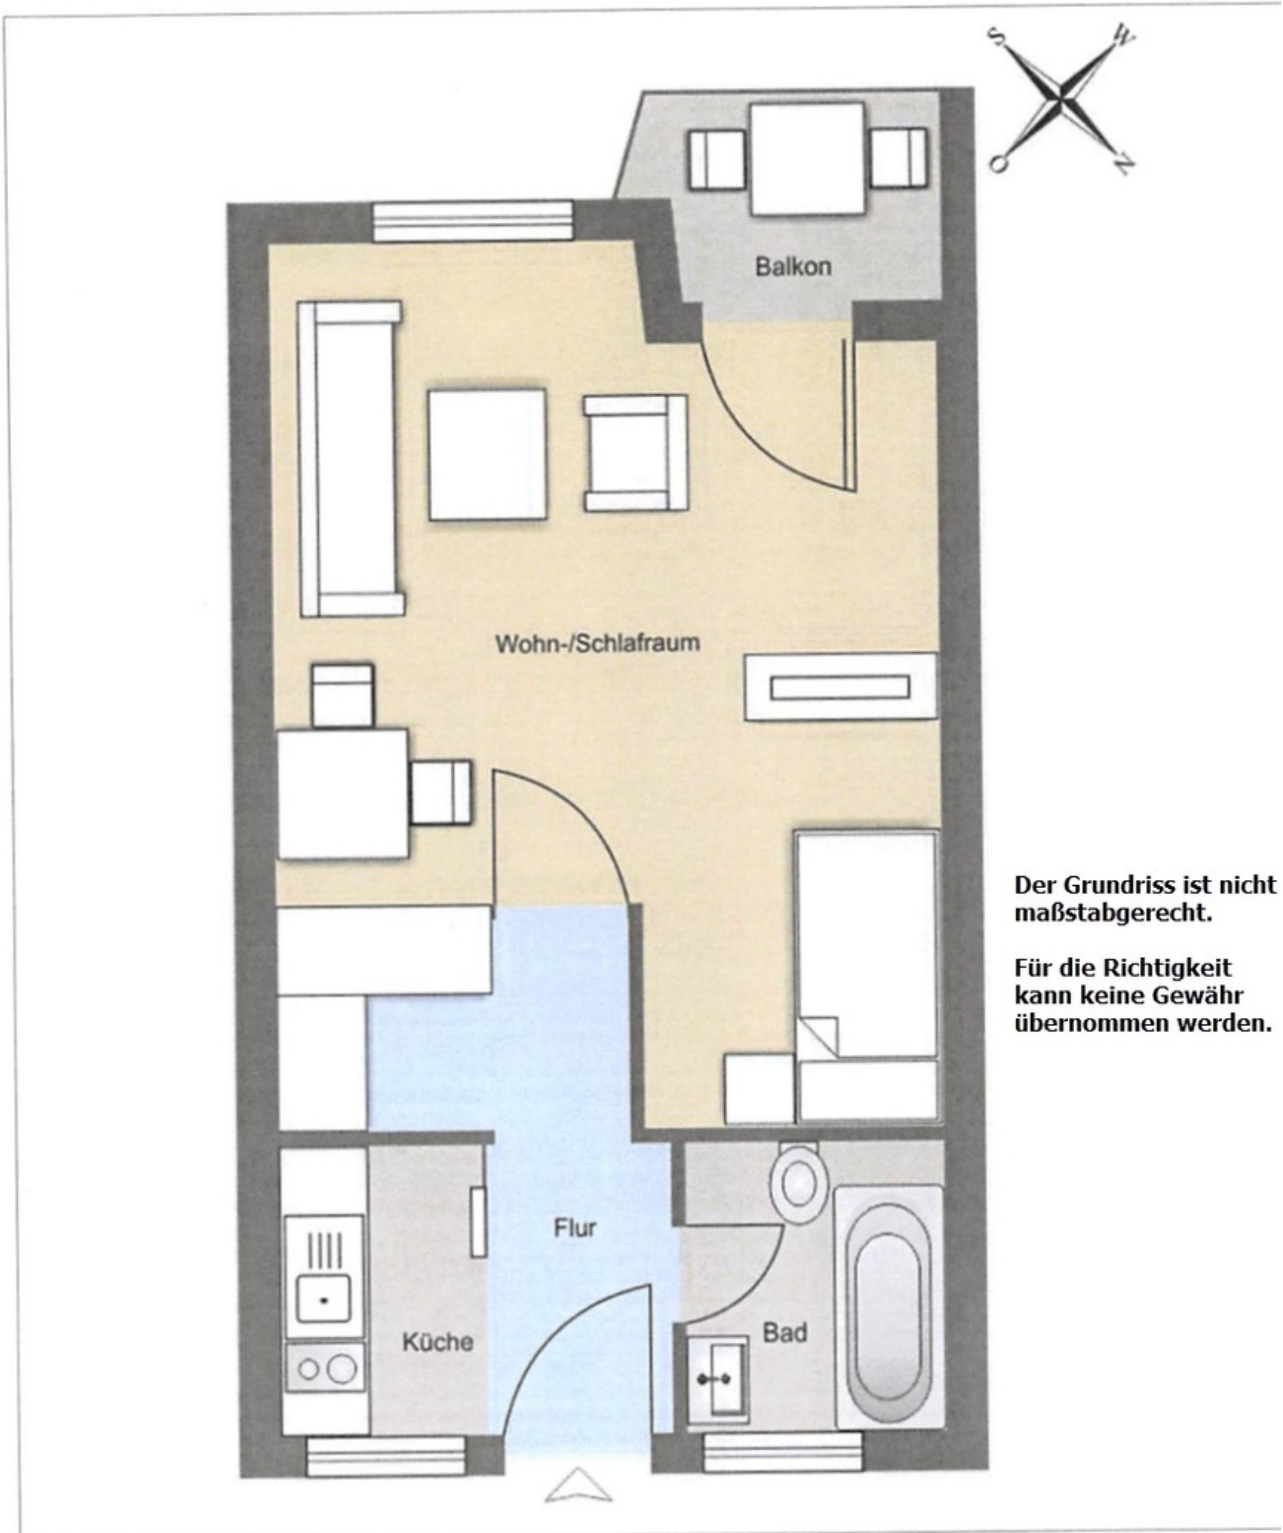 S
W
O
N
Balkon
Wohn-/Schlafraum
Der Grundriss ist nicht
maßstabgerecht.
Für die Richtigkeit
kann keine Gewähr
übernommen werden.
Flur
Küche
Bad